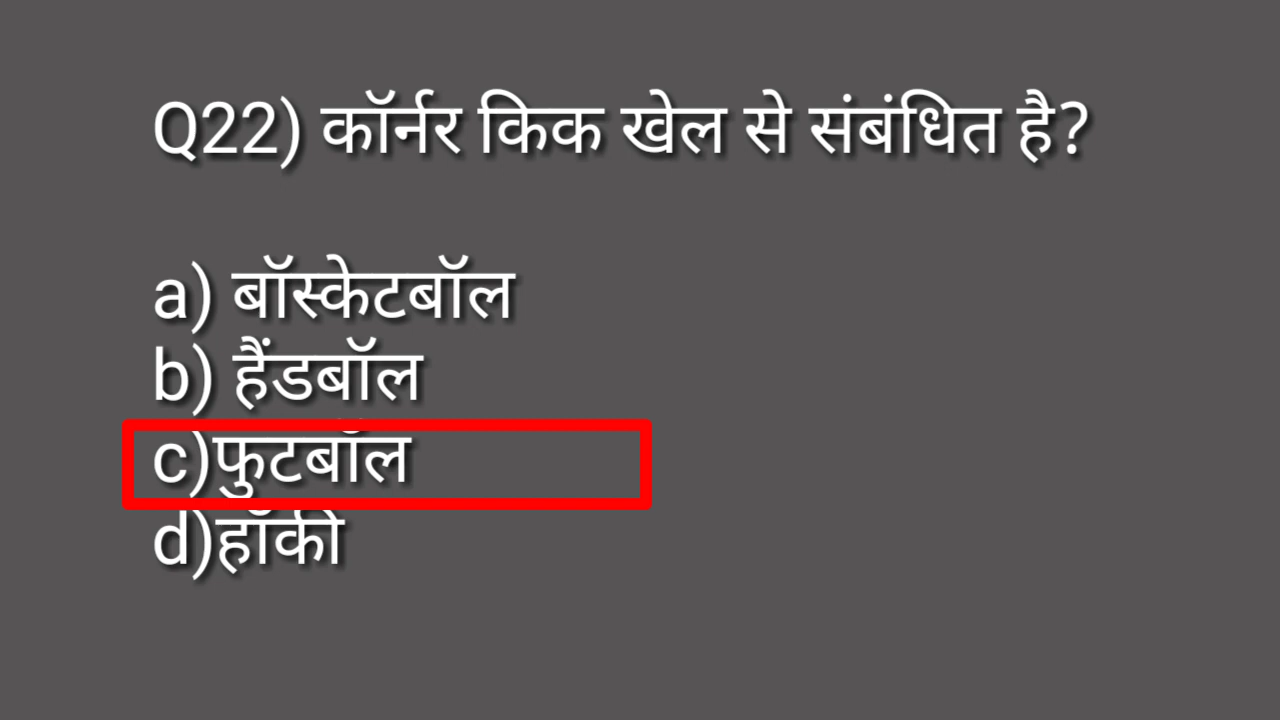 Q22) कॉर्नर किक खेल से संबंधित है?
a) बॉस्केटबॉल
b) हैंडबॉल
c)फुटबॉल
d)हॉकी